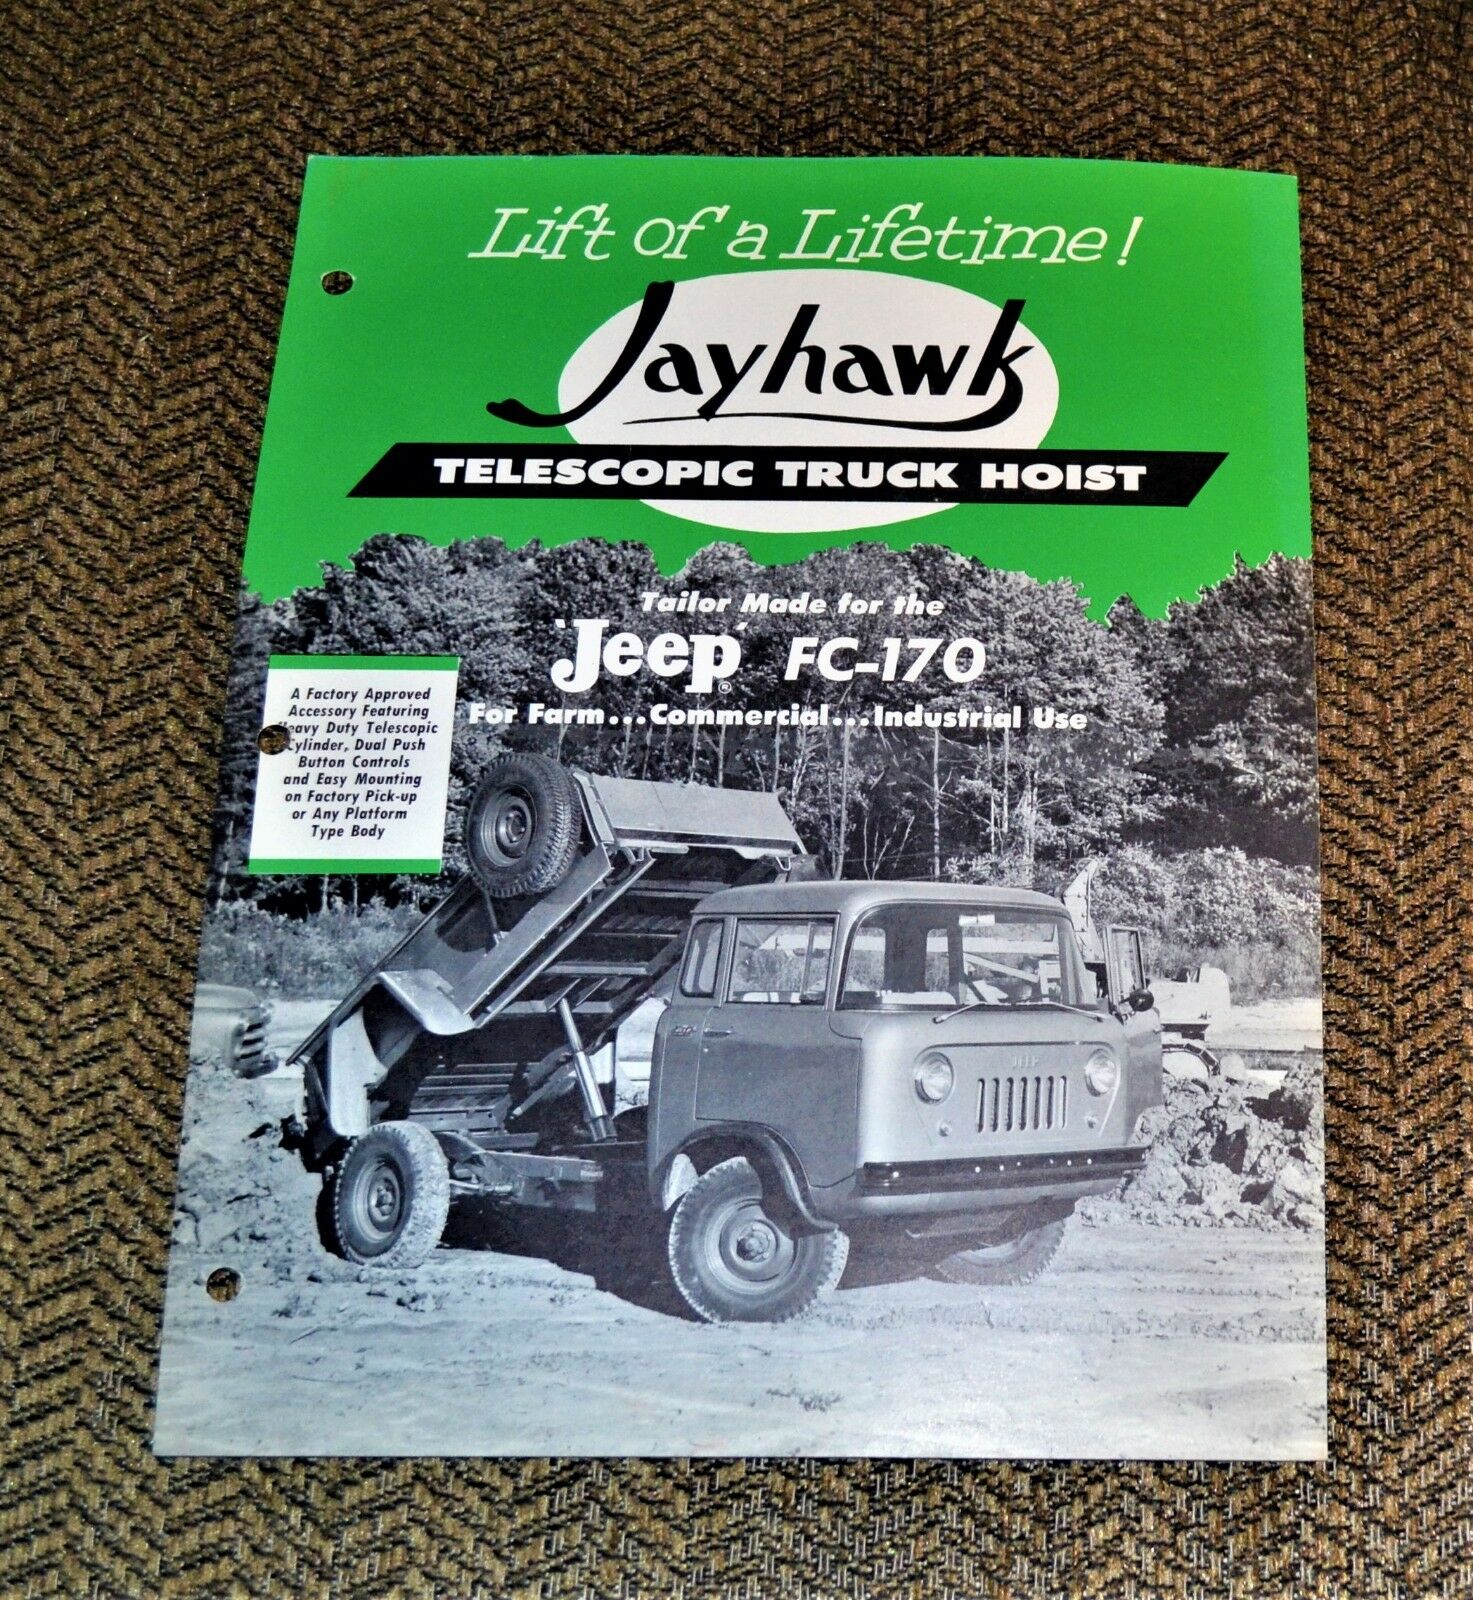 Lift of a Lifetime!
Jayhawk
TELESCOPIC TRUCK HOIST
Tailor Made for the
'Jeep' ® FC-170
For Farm...Commercial...Industrial Use
A Factory Approved
Accessory Featuring
Heavy Duty Telescopic
Cylinder, Dual Push
Button Controls
and Easy Mounting
on Factory Pick-up
or Any Platform
Type Body
JEEP